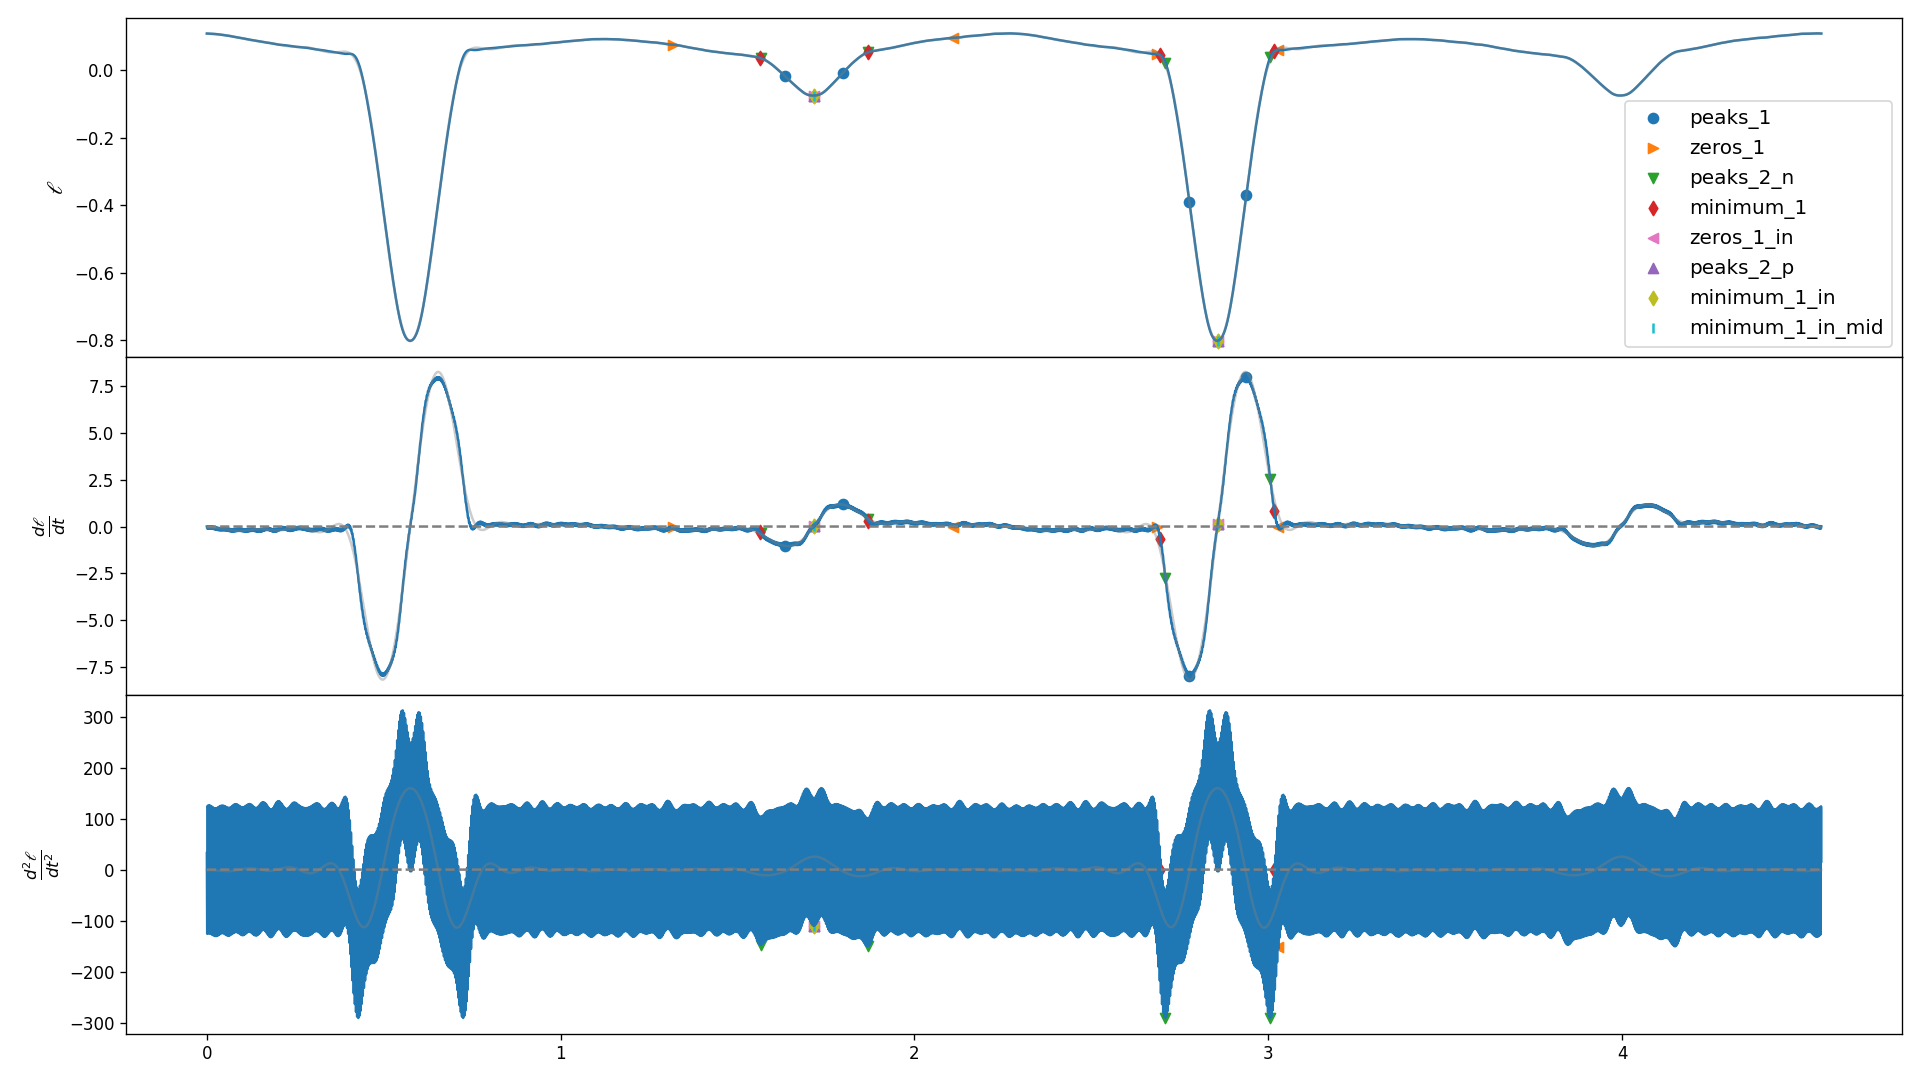 0.0
−0.2
−0.4
−0.6
−0.8
ℓ
peaks_1
zeros_1
peaks_2_n
minimum_1
zeros_1_in
peaks_2_p
minimum_1_in
minimum_1_in_mid
7.5
5.0
2.5
0.0
−2.5
−5.0
−7.5
dℓ/dt
300
200
100
0
−100
−200
−300
d²ℓ/dt²
0 1 2 3 4